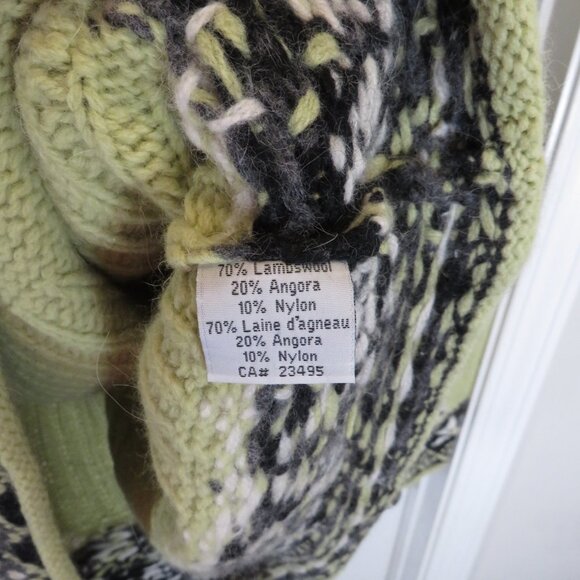 70% Lambswool
20% Angora
10% Nylon
70% Laine d'agneau
20% Angora
10% Nylon
CA# 23495